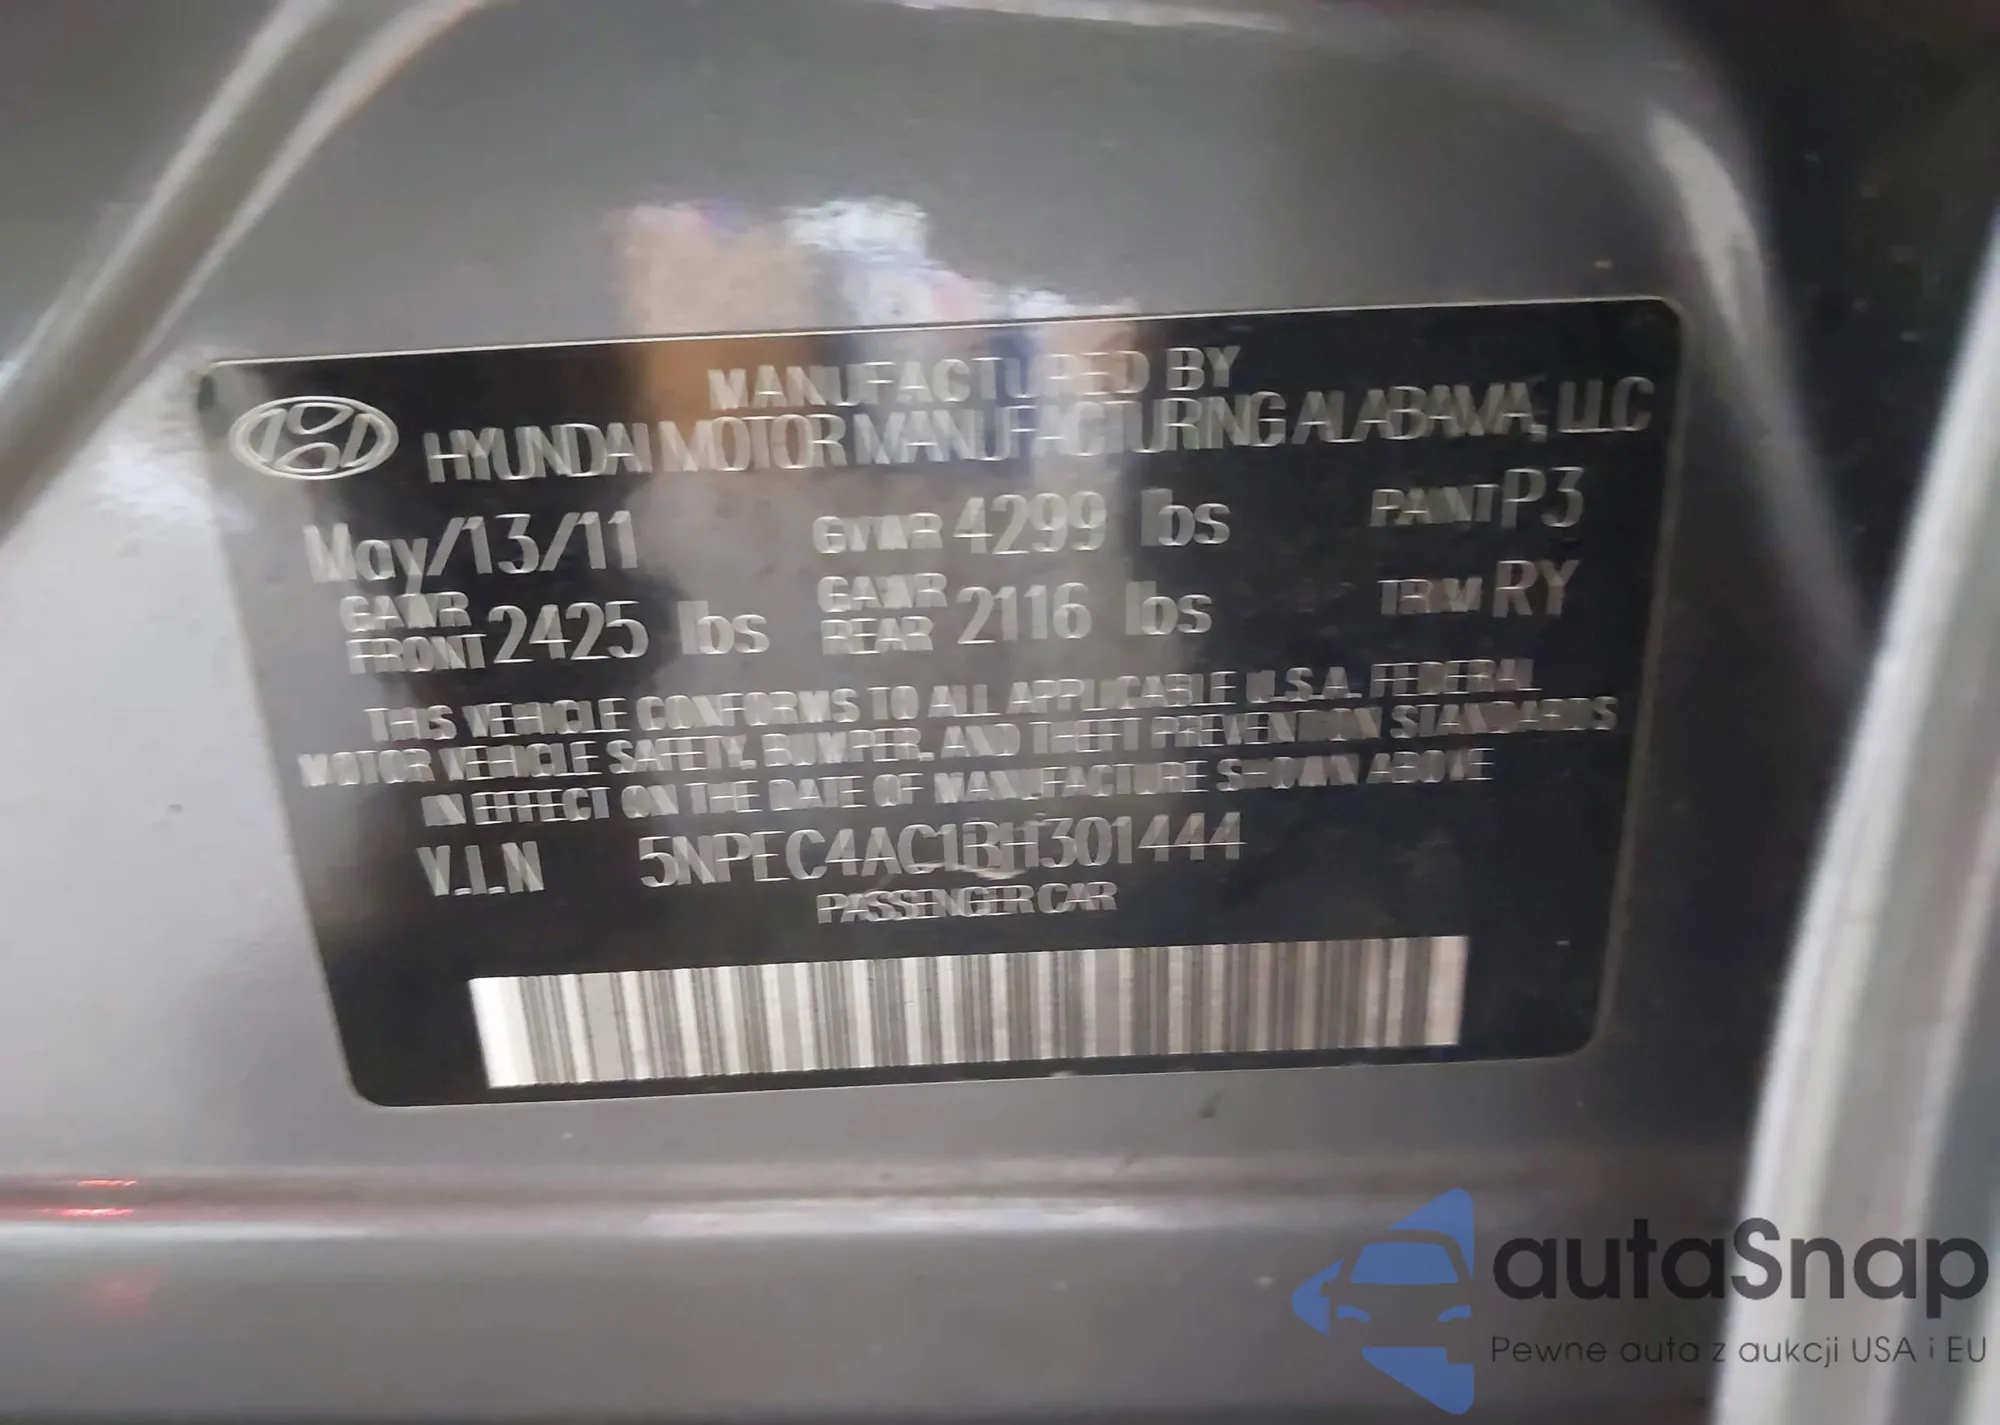 MANUFACTURED BY
HYUNDAI MOTOR MANUFACTURING ALABAMA, LLC
May/13/11 GVWR 4299 lbs PAINT P3
GAWR FRONT 2425 lbs GAWR REAR 2116 lbs TRIM RY
THIS VEHICLE CONFORMS TO ALL APPLICABLE U.S.A. FEDERAL
MOTOR VEHICLE SAFETY, BUMPER, AND THEFT PREVENTION STANDARDS
IN EFFECT ON THE DATE OF MANUFACTURE SHOWN ABOVE
V.I.N 5NPEC4AC1BH301444
PASSENGER CAR
autaSnap
Pewne auta z aukcji USA i EU